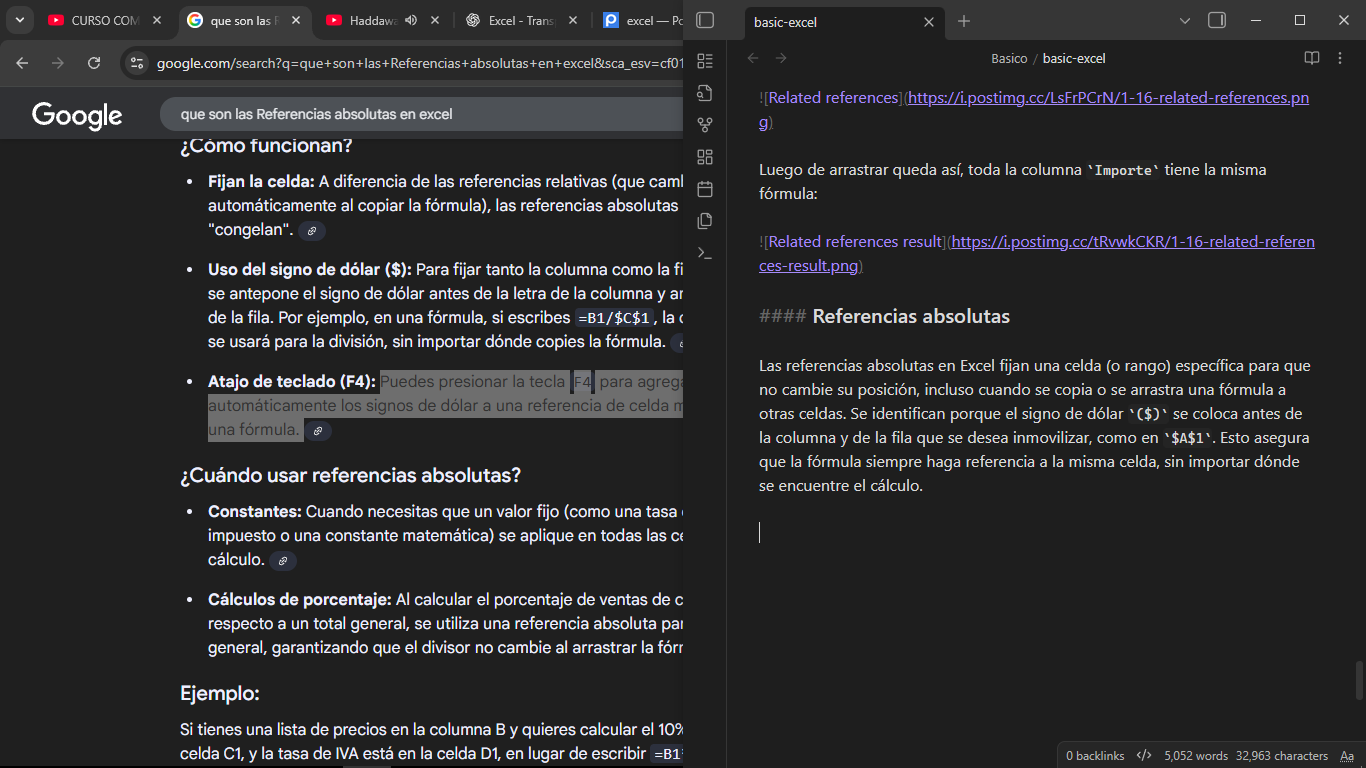 CURSO COM
que son las R
Haddawa
Excel - Trans
excel — Po
google.com/search?q=que+son+las+Referencias+absolutas+en+excel&sca_esv=cf01
Google
que son las Referencias absolutas en excel
¿Cómo funcionan?
Fijan la celda: A diferencia de las referencias relativas (que cam
automáticamente al copiar la fórmula), las referencias absolutas
"congelan".
Uso del signo de dólar ($): Para fijar tanto la columna como la fi
se antepone el signo de dólar antes de la letra de la columna y a
de la fila. Por ejemplo, en una fórmula, si escribes =B1/$C$1, la c
se usará para la división, sin importar dónde copies la fórmula.
Atajo de teclado (F4): Puedes presionar la tecla F4 para agrega
automáticamente los signos de dólar a una referencia de celda m
una fórmula.
¿Cuándo usar referencias absolutas?
Constantes: Cuando necesitas que un valor fijo (como una tasa
impuesto o una constante matemática) se aplique en todas las ce
cálculo.
Cálculos de porcentaje: Al calcular el porcentaje de ventas de c
respecto a un total general, se utiliza una referencia absoluta par
general, garantizando que el divisor no cambie al arrastrar la fórm
Ejemplo:
Si tienes una lista de precios en la columna B y quieres calcular el 10%
celda C1, y la tasa de IVA está en la celda D1, en lugar de escribir =B1*
basic-excel
Basico / basic-excel
![Related references](https://i.postimg.cc/LsFrPCrN/1-16-related-references.pn
g)
Luego de arrastrar queda así, toda la columna `Importe` tiene la misma
fórmula:
![Related references result](https://i.postimg.cc/tRvwkCKR/1-16-related-referen
ces-result.png)
#### Referencias absolutas
Las referencias absolutas en Excel fijan una celda (o rango) específica para que
no cambie su posición, incluso cuando se copia o se arrastra una fórmula a
otras celdas. Se identifican porque el signo de dólar `($)` se coloca antes de
la columna y de la fila que se desea inmovilizar, como en `$A$1`. Esto asegura
que la fórmula siempre haga referencia a la misma celda, sin importar dónde
se encuentre el cálculo.
0 backlinks
5,052 words
32,963 characters
Aa